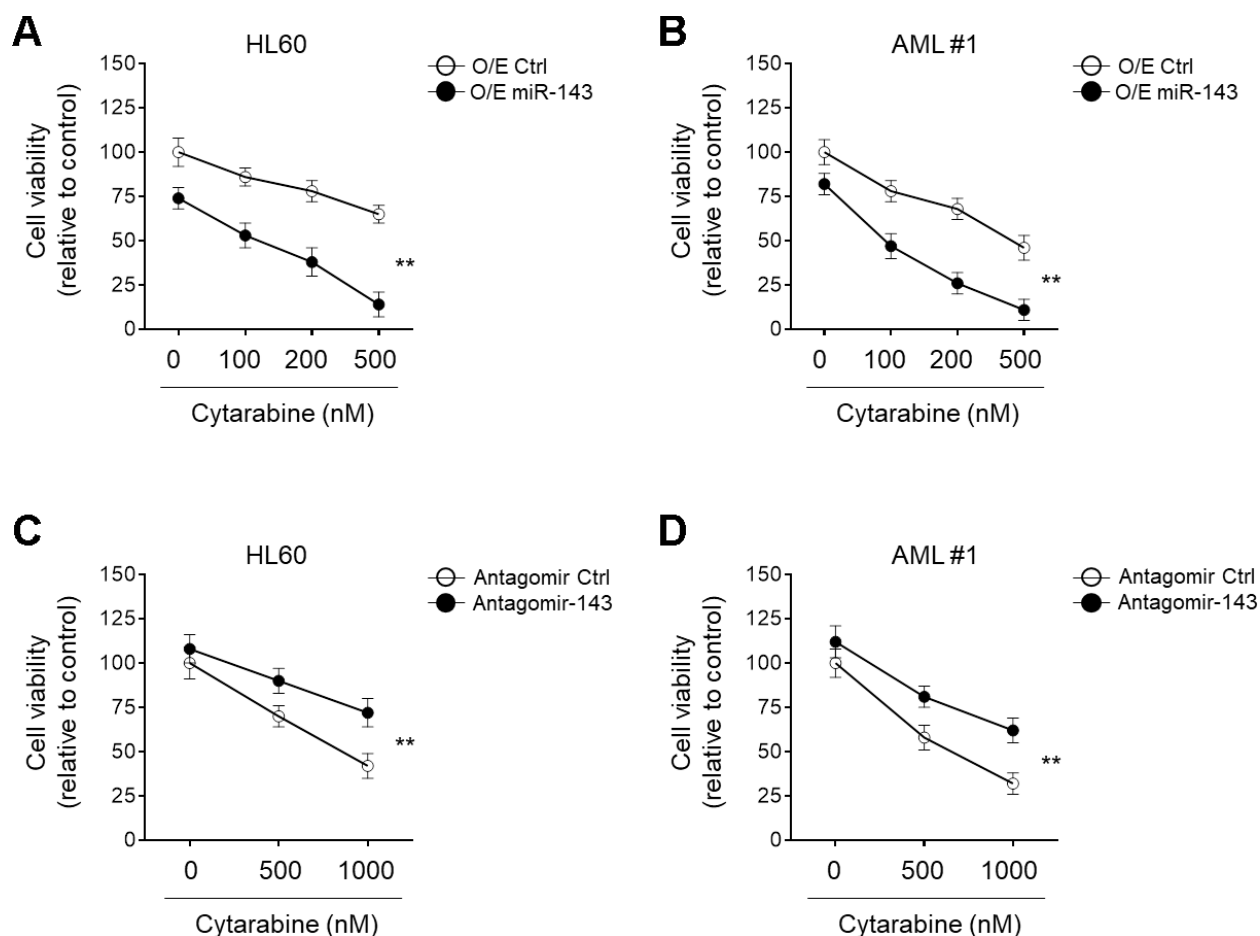 A
HL60
O/E Ctrl
O/E miR-143
Cell viability
(relative to control)
150
125
100
75
50
25
0
**
0 100 200 500
Cytarabine (nM)
B
AML #1
O/E Ctrl
O/E miR-143
Cell viability
(relative to control)
150
125
100
75
50
25
0
**
0 100 200 500
Cytarabine (nM)
C
HL60
Antagomir Ctrl
Antagomir-143
Cell viability
(relative to control)
150
125
100
75
50
25
0
**
0 500 1000
Cytarabine (nM)
D
AML #1
Antagomir Ctrl
Antagomir-143
Cell viability
(relative to control)
150
125
100
75
50
25
0
**
0 500 1000
Cytarabine (nM)